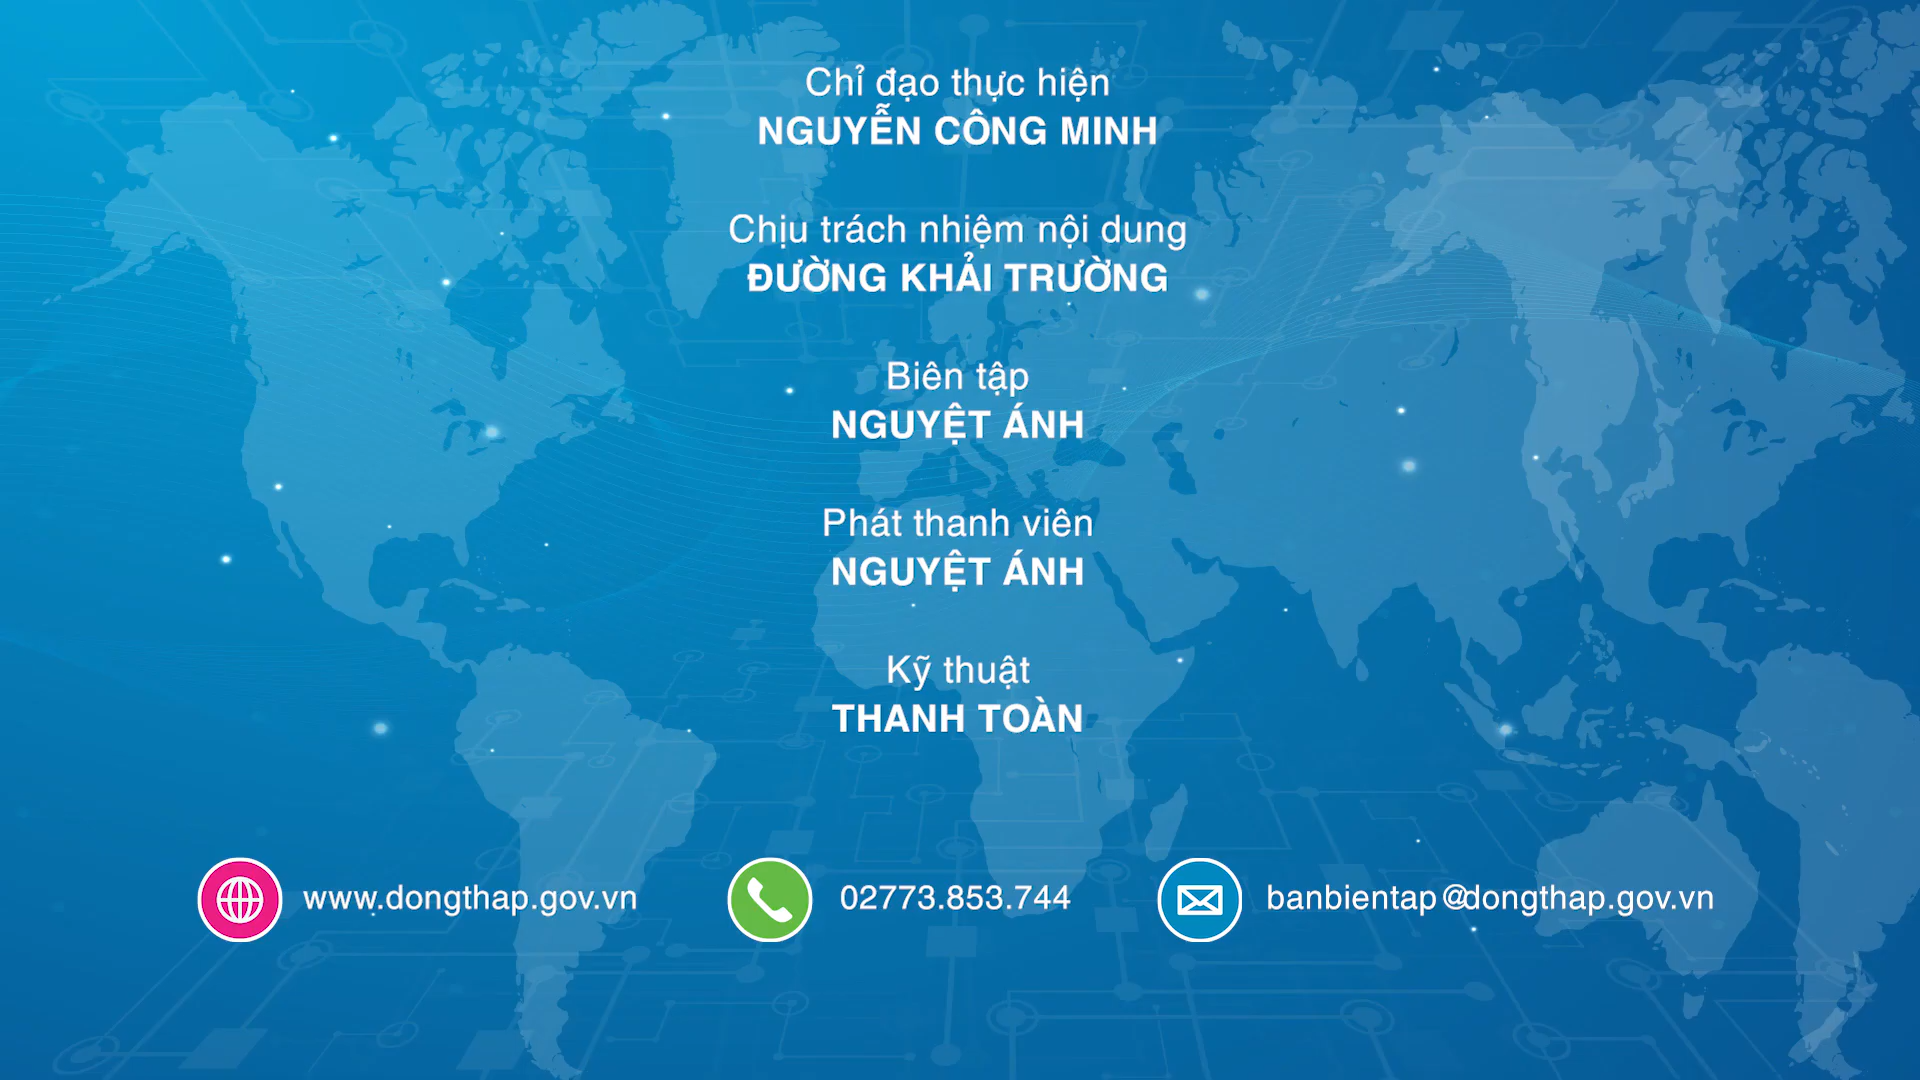 Chỉ đạo thực hiện
NGUYỄN CÔNG MINH
Chịu trách nhiệm nội dung
ĐƯỜNG KHẢI TRƯỜNG
Biên tập
NGUYỆT ÁNH
Phát thanh viên
NGUYỆT ÁNH
Kỹ thuật
THANH TOÀN
www.dongthap.gov.vn
02773.853.744
banbientap@dongthap.gov.vn